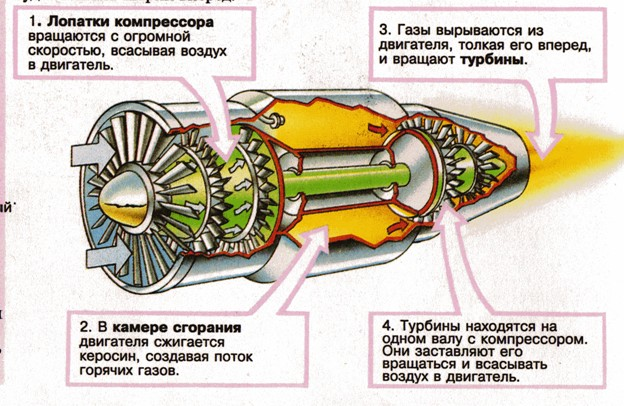 1. Лопатки компрессора
вращаются с огромной
скоростью, всасывая воздух
в двигатель.
3. Газы вырываются из
двигателя, толкая его вперед,
и вращают турбины.
2. В камере сгорания
двигателя сжигается
керосин, создавая поток
горячих газов.
4. Турбины находятся на
одном валу с компрессором.
Они заставляют его
вращаться и всасывать
воздух в двигатель.